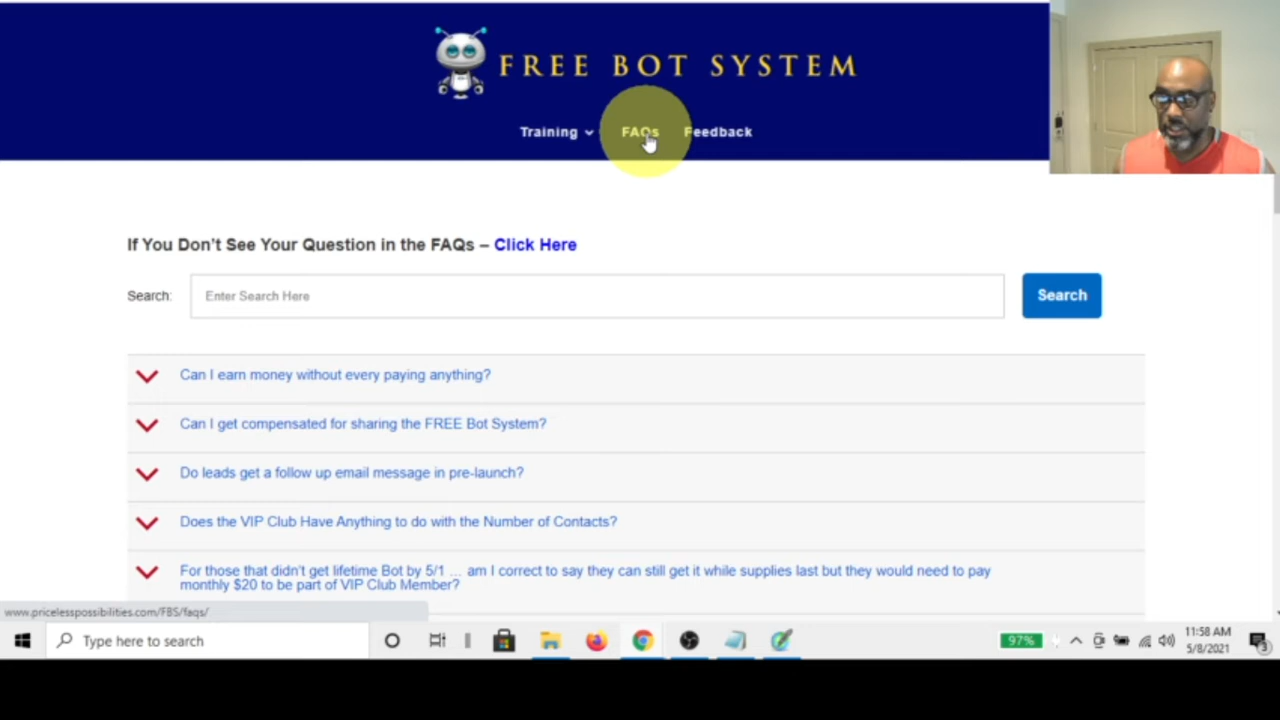 FREE BOT SYSTEM
Training FAQs Feedback
If You Don't See Your Question in the FAQs – Click Here
Search: Enter Search Here Search
Can I earn money without every paying anything?
Can I get compensated for sharing the FREE Bot System?
Do leads get a follow up email message in pre-launch?
Does the VIP Club Have Anything to do with the Number of Contacts?
For those that didn't get lifetime Bot by 5/1 ... am I correct to say they can still get it while supplies last but they would need to pay
monthly $20 to be part of VIP Club Member?
www.pricelesspossibilities.com/FBS/faqs/
Type here to search 97% 11:58 AM
5/8/2021
3